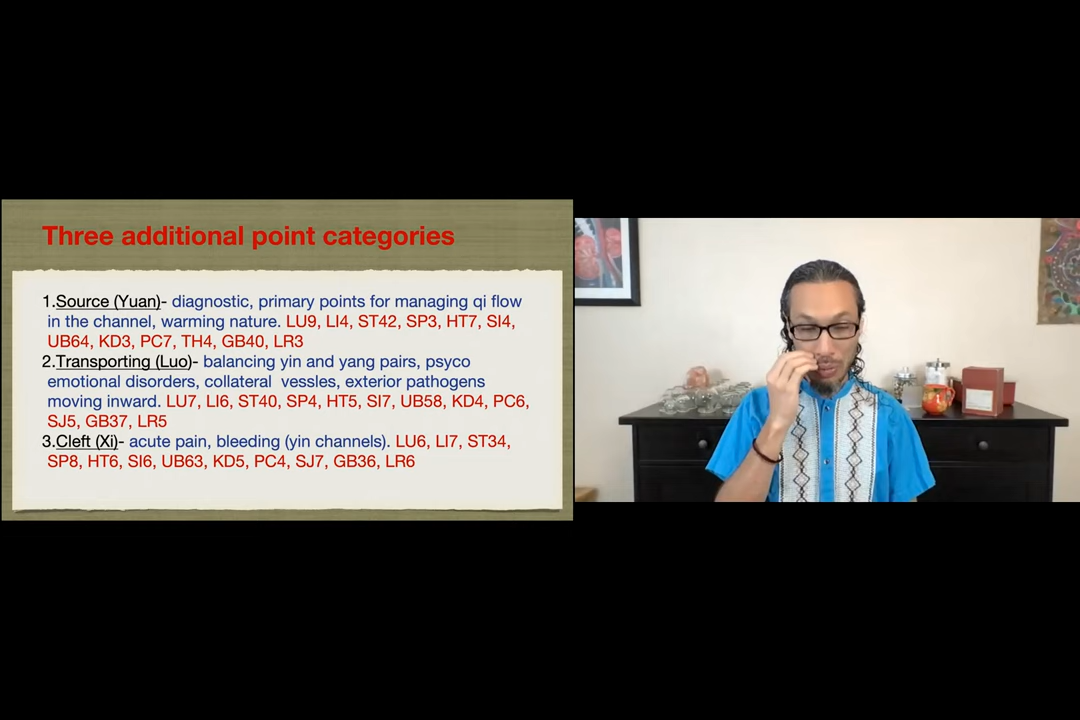 Three additional point categories
1.Source (Yuan)- diagnostic, primary points for managing qi flow
in the channel, warming nature. LU9, LI4, ST42, SP3, HT7, SI4,
UB64, KD3, PC7, TH4, GB40, LR3
2.Transporting (Luo)- balancing yin and yang pairs, psyco
emotional disorders, collateral vessles, exterior pathogens
moving inward. LU7, LI6, ST40, SP4, HT5, SI7, UB58, KD4, PC6,
SJ5, GB37, LR5
3.Cleft (Xi)- acute pain, bleeding (yin channels). LU6, LI7, ST34,
SP8, HT6, SI6, UB63, KD5, PC4, SJ7, GB36, LR6